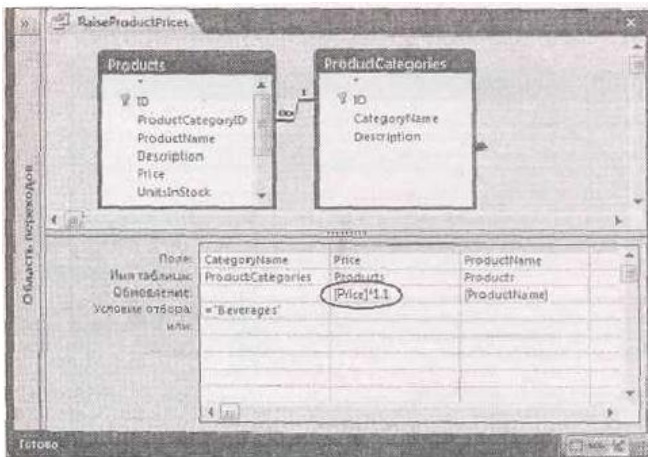 RaiseProductPrices
Products
ID
ProductCategoryID
ProductName
Description
Price
UnitsInStock
ProductCategories
ID
CategoryName
Description
1
∞
Область переходов
Поле: CategoryName Price ProductName
Имя таблицы: ProductCategories Products Products
Обновление: [Price]*1.1 [ProductName]
Условие отбора: ="Beverages"
или:
Готово